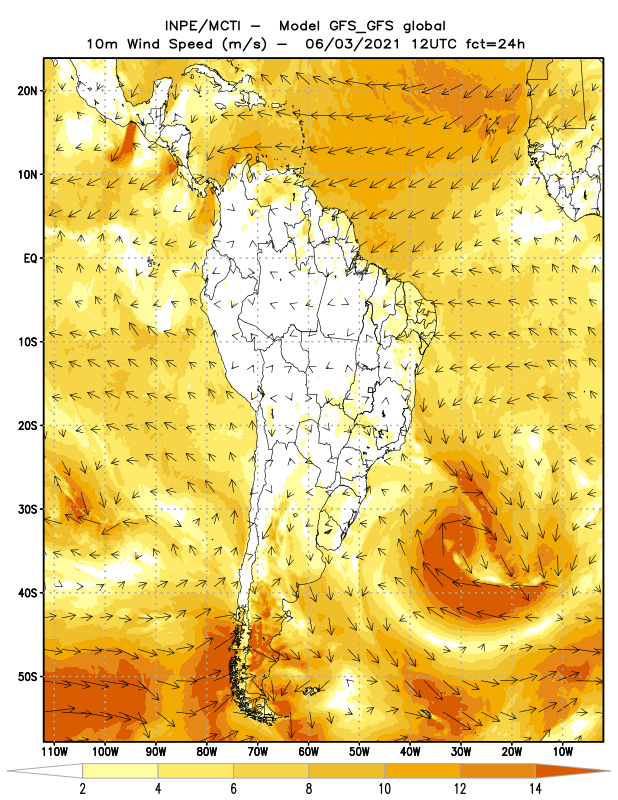 INPE/MCTI – Model GFS_GFS global
10m Wind Speed (m/s) – 06/03/2021 12UTC fct=24h
20N
10N
EQ
10S
20S
30S
40S
50S
110W 100W 90W 80W 70W 60W 50W 40W 30W 20W 10W
2 4 6 8 10 12 14